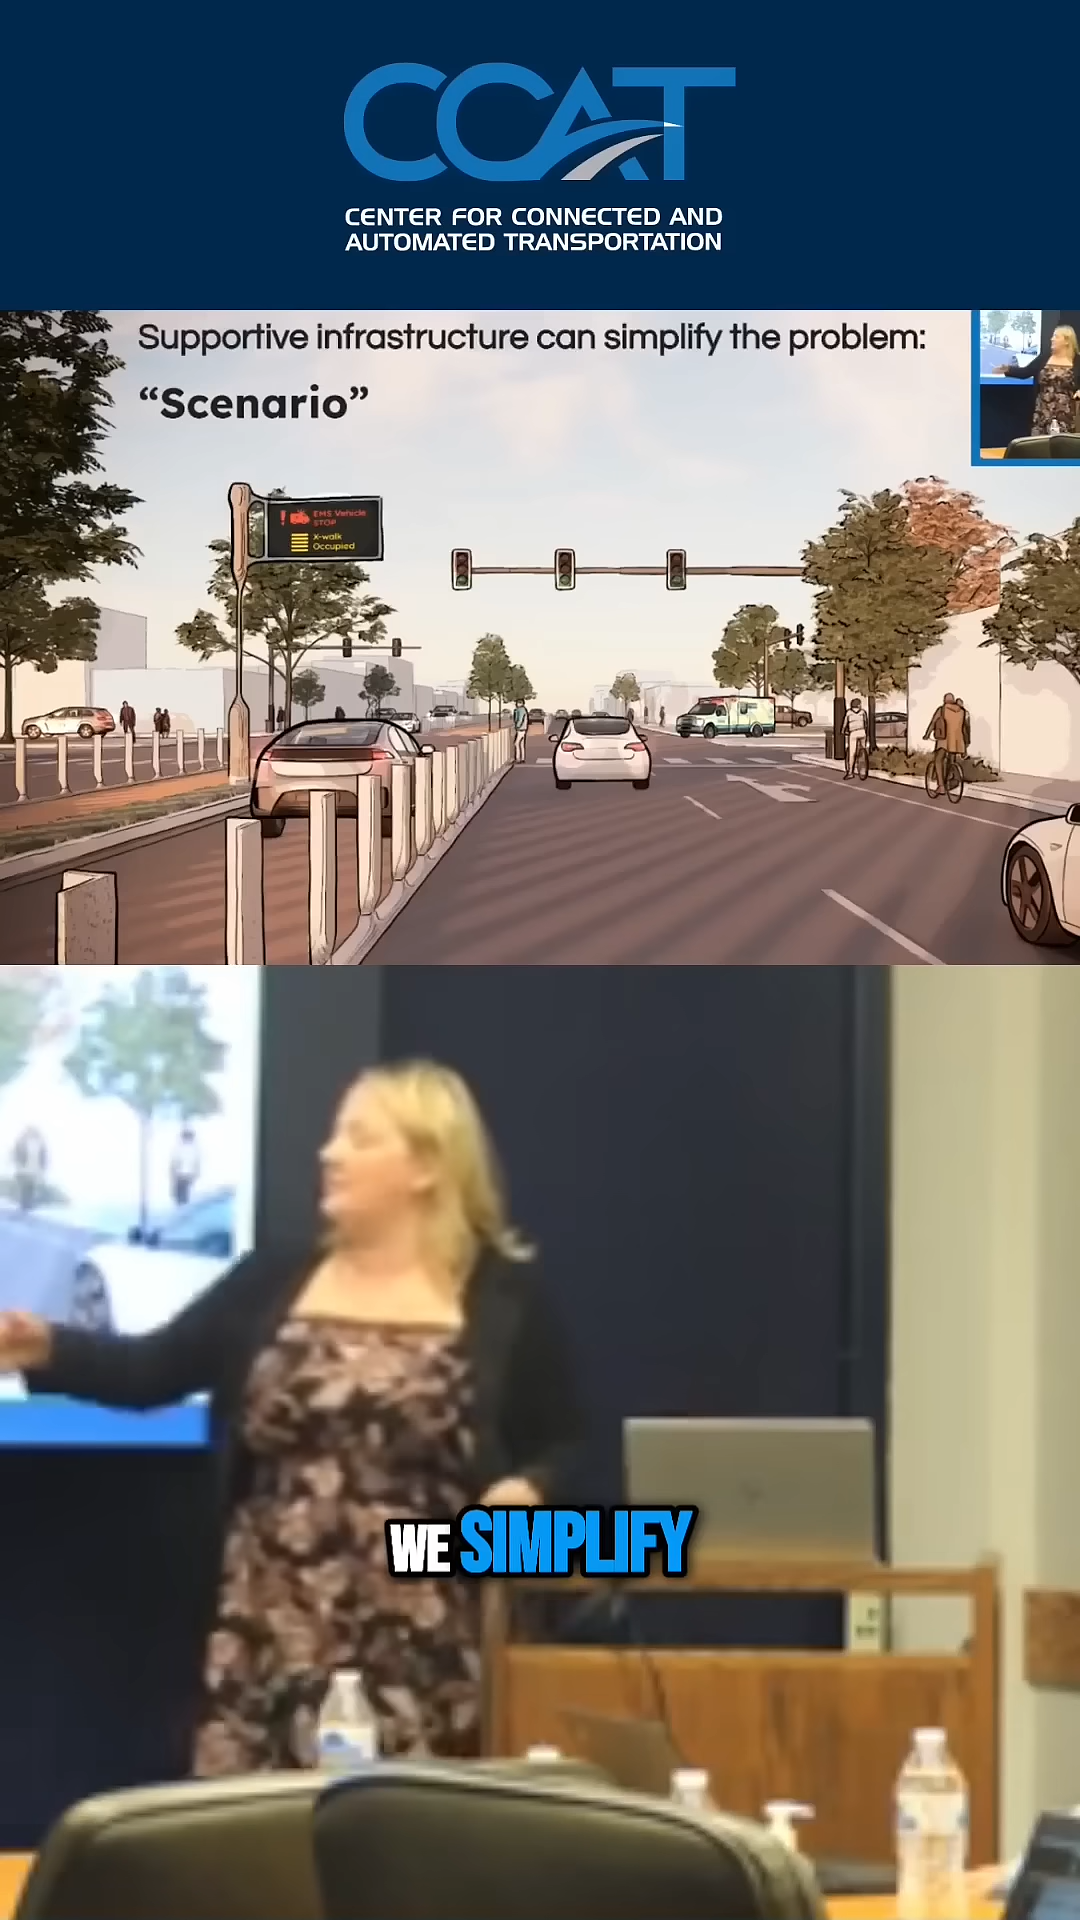 CCAT
CENTER FOR CONNECTED AND
AUTOMATED TRANSPORTATION
Supportive infrastructure can simplify the problem:
“Scenario”
! EMS Vehicle
STOP
X-walk
Occupied
WE SIMPLIFY